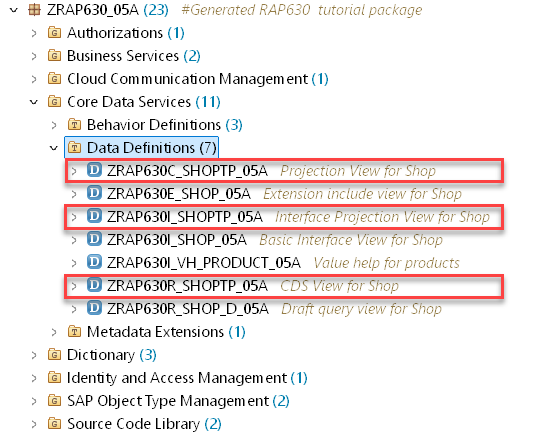 ZRAP630_05A (23) #Generated RAP630 tutorial package
Authorizations (1)
Business Services (2)
Cloud Communication Management (1)
Core Data Services (11)
Behavior Definitions (3)
Data Definitions (7)
ZRAP630C_SHOPTP_05A Projection View for Shop
ZRAP630E_SHOP_05A Extension include view for Shop
ZRAP630I_SHOPTP_05A Interface Projection View for Shop
ZRAP630I_SHOP_05A Basic Interface View for Shop
ZRAP630I_VH_PRODUCT_05A Value help for products
ZRAP630R_SHOPTP_05A CDS View for Shop
ZRAP630R_SHOP_D_05A Draft query view for Shop
Metadata Extensions (1)
Dictionary (3)
Identity and Access Management (1)
SAP Object Type Management (2)
Source Code Library (2)